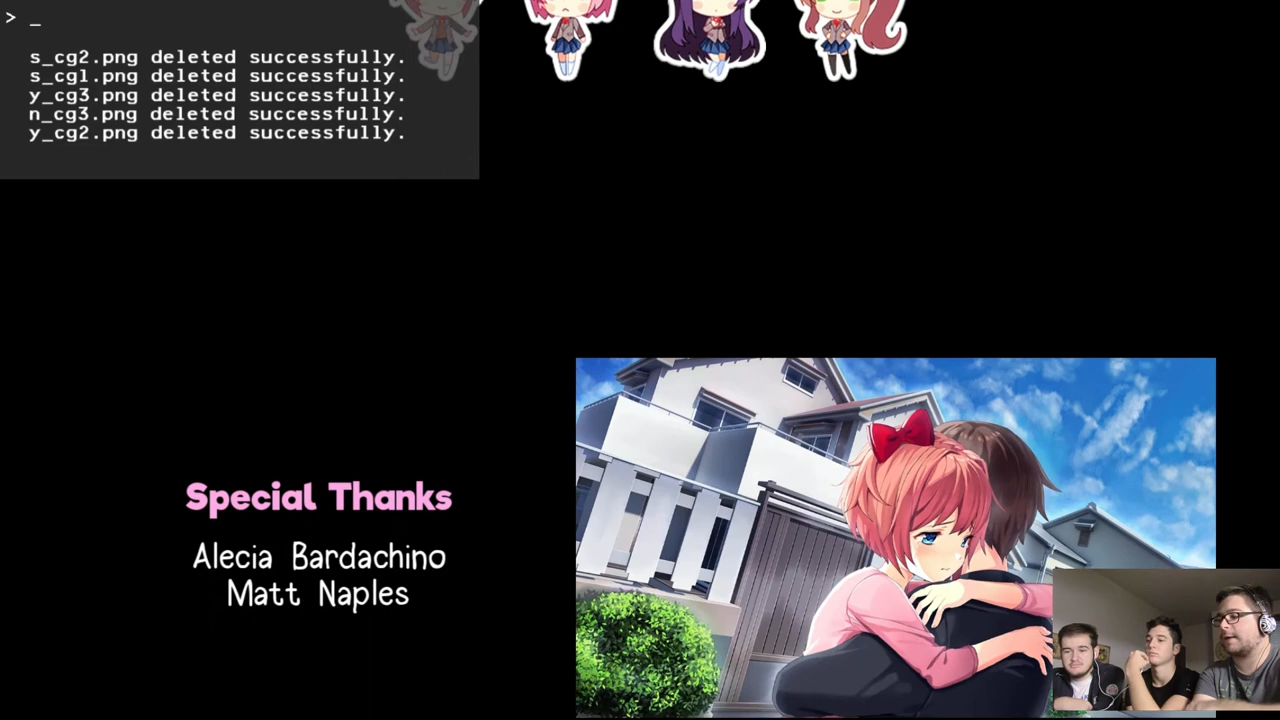 > _
s_cg2.png deleted successfully.
s_cg1.png deleted successfully.
y_cg3.png deleted successfully.
n_cg3.png deleted successfully.
y_cg2.png deleted successfully.
Special Thanks
Alecia Bardachino
Matt Naples